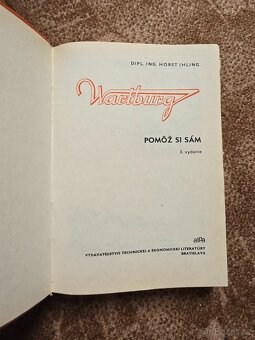 DIPL. ING. HORST IHLING
Wartburg
POMÔŽ SI SÁM
3. vydanie
alfa
VYDAVATEĽSTVO TECHNICKEJ A EKONOMICKEJ LITERATÚRY
BRATISLAVA